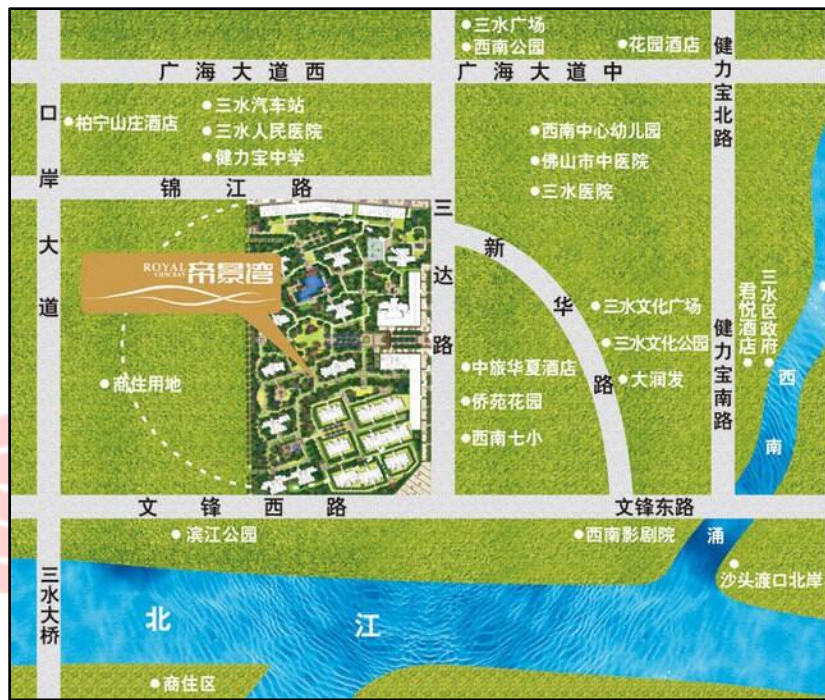 三水广场
西南公园
花园酒店
广海大道西
广海大道中
健力宝北路
口岸大道
柏宁山庄酒店
三水汽车站
三水人民医院
健力宝中学
西南中心幼儿园
佛山市中医院
三水医院
锦江路
三达路
新华路
ROYAL
VIEW BAY
帝景湾
三水文化广场
三水文化公园
大润发
中旅华夏酒店
侨苑花园
西南七小
健力宝南路
君悦酒店
三水区政府
西南涌
商住用地
文锋西路
文锋东路
滨江公园
西南影剧院
沙头渡口北岸
三水大桥
北江
商住区